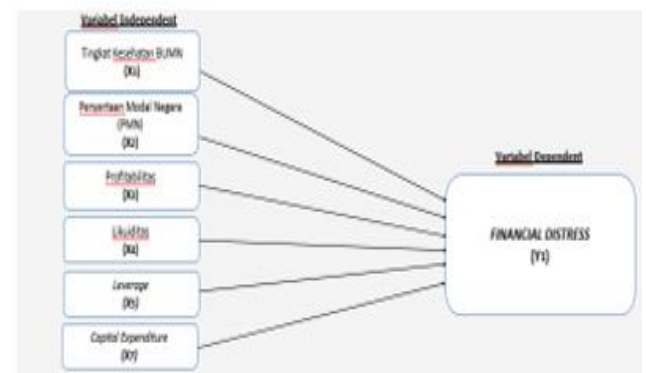 Variabel Independent
Tingkat Kesehatan BUMN
(X1)
Penyertaan Modal Negara
(PMN)
(X2)
Profitabilitas
(X3)
Likuiditas
(X4)
Leverage
(X5)
Capital Expenditure
(X7)
Variabel Dependent
FINANCIAL DISTRESS
(Y1)